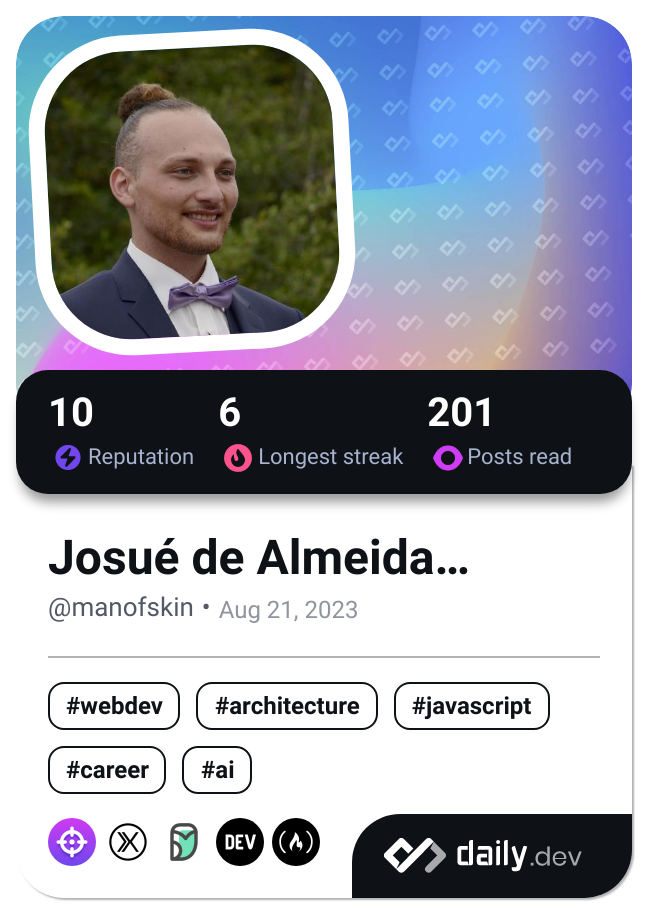 10 6 201
Reputation Longest streak Posts read
Josué de Almeida...
@manofskin • Aug 21, 2023
#webdev #architecture #javascript
#career #ai
DEV
daily.dev